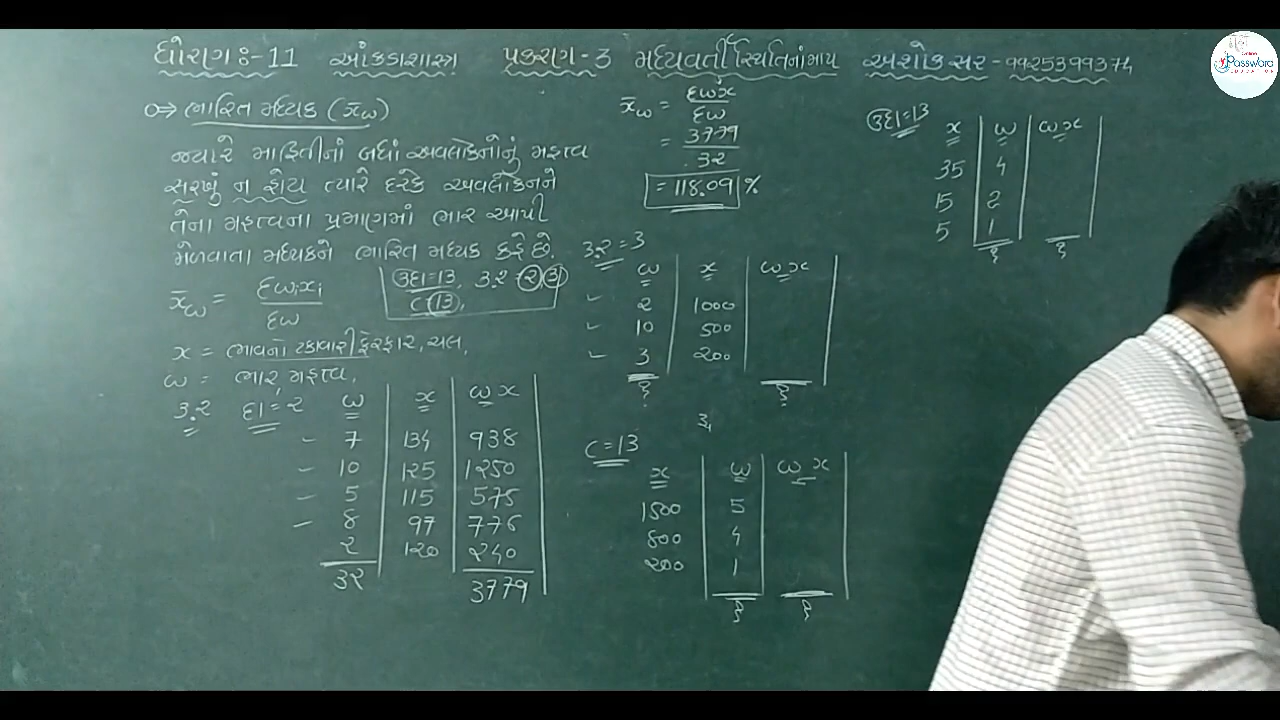 ધોરણઃ-11 આંકડાશાસ્ત્ર પ્રકરણ-3 મધ્યવર્તી સ્થિતિનાં માપ અશોક સર - 9925399374
Password
EDUCATION
⇒ ભારિત મધ્યક (x̄w)
જ્યારે માહિતીનાં બધાં અવલોકનોનું મહત્વ
સરખું ન હોય ત્યારે દરેક અવલોકનને
તેના મહત્વના પ્રમાણમાં ભાર આપી
મેળવાતા મધ્યકને ભારિત મધ્યક કહે છે.
x̄w = Σwᵢxᵢ / Σw
ઉદા=13, 3.2 = 2 3
C 13,
x = ભાવનો ટકાવારી ફેરફાર, ચલ,
w = ભાર, મહત્વ,
3.2 દા=2
w x wx
7 134 938
10 125 1250
5 115 575
8 97 776
2 120 240
32 3779
x̄w = Σwx / Σw
= 3779 / 32
= 118.09 %
3.2=3
w x wx
2 1000
10 500
3 200
C=13
x w wx
1500 5
800 4
200 1
ઉદા=13
x w wx
35 4
15 2
5 1